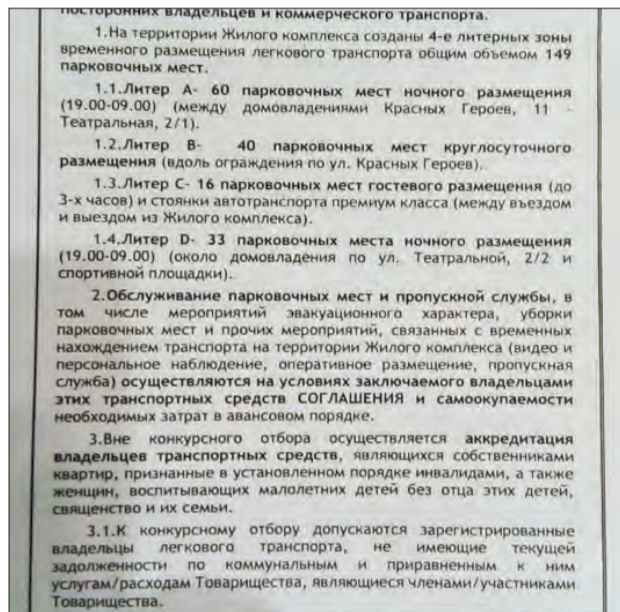 посторонних владельцев и коммерческого транспорта.
1.На территории Жилого комплекса созданы 4-е литерных зоны
временного размещения легкового транспорта общим объемом 149
парковочных мест.
1.1.Литер А- 60 парковочных мест ночного размещения
(19.00-09.00) (между домовладениями Красных Героев, 11 -
Театральная, 2/1).
1.2.Литер В- 40 парковочных мест круглосуточного
размещения (вдоль ограждения по ул. Красных Героев).
1.3.Литер С- 16 парковочных мест гостевого размещения (до
3-х часов) и стоянки автотранспорта премиум класса (между въездом
и выездом из Жилого комплекса).
1.4.Литер D- 33 парковочных места ночного размещения
(19.00-09.00) (около домовладения по ул. Театральной, 2/2 и
спортивной площадки).
2.Обслуживание парковочных мест и пропускной службы, в
том числе мероприятий эвакуационного характера, уборки
парковочных мест и прочих мероприятий, связанных с временных
нахождением транспорта на территории Жилого комплекса (видео и
персональное наблюдение, оперативное размещение, пропускная
служба) осуществляются на условиях заключаемого владельцами
этих транспортных средств СОГЛАШЕНИЯ и самоокупаемости
необходимых затрат в авансовом порядке.
3.Вне конкурсного отбора осуществляется аккредитация
владельцев транспортных средств, являющихся собственниками
квартир, признанные в установленном порядке инвалидами, а также
женщин, воспитывающих малолетних детей без отца этих детей,
священство и их семьи.
3.1.К конкурсному отбору допускаются зарегистрированные
владельцы легкового транспорта, не имеющие текущей
задолженности по коммунальным и приравненным к ним
услугам/расходам Товарищества, являющиеся членами/участниками
Товарищества.